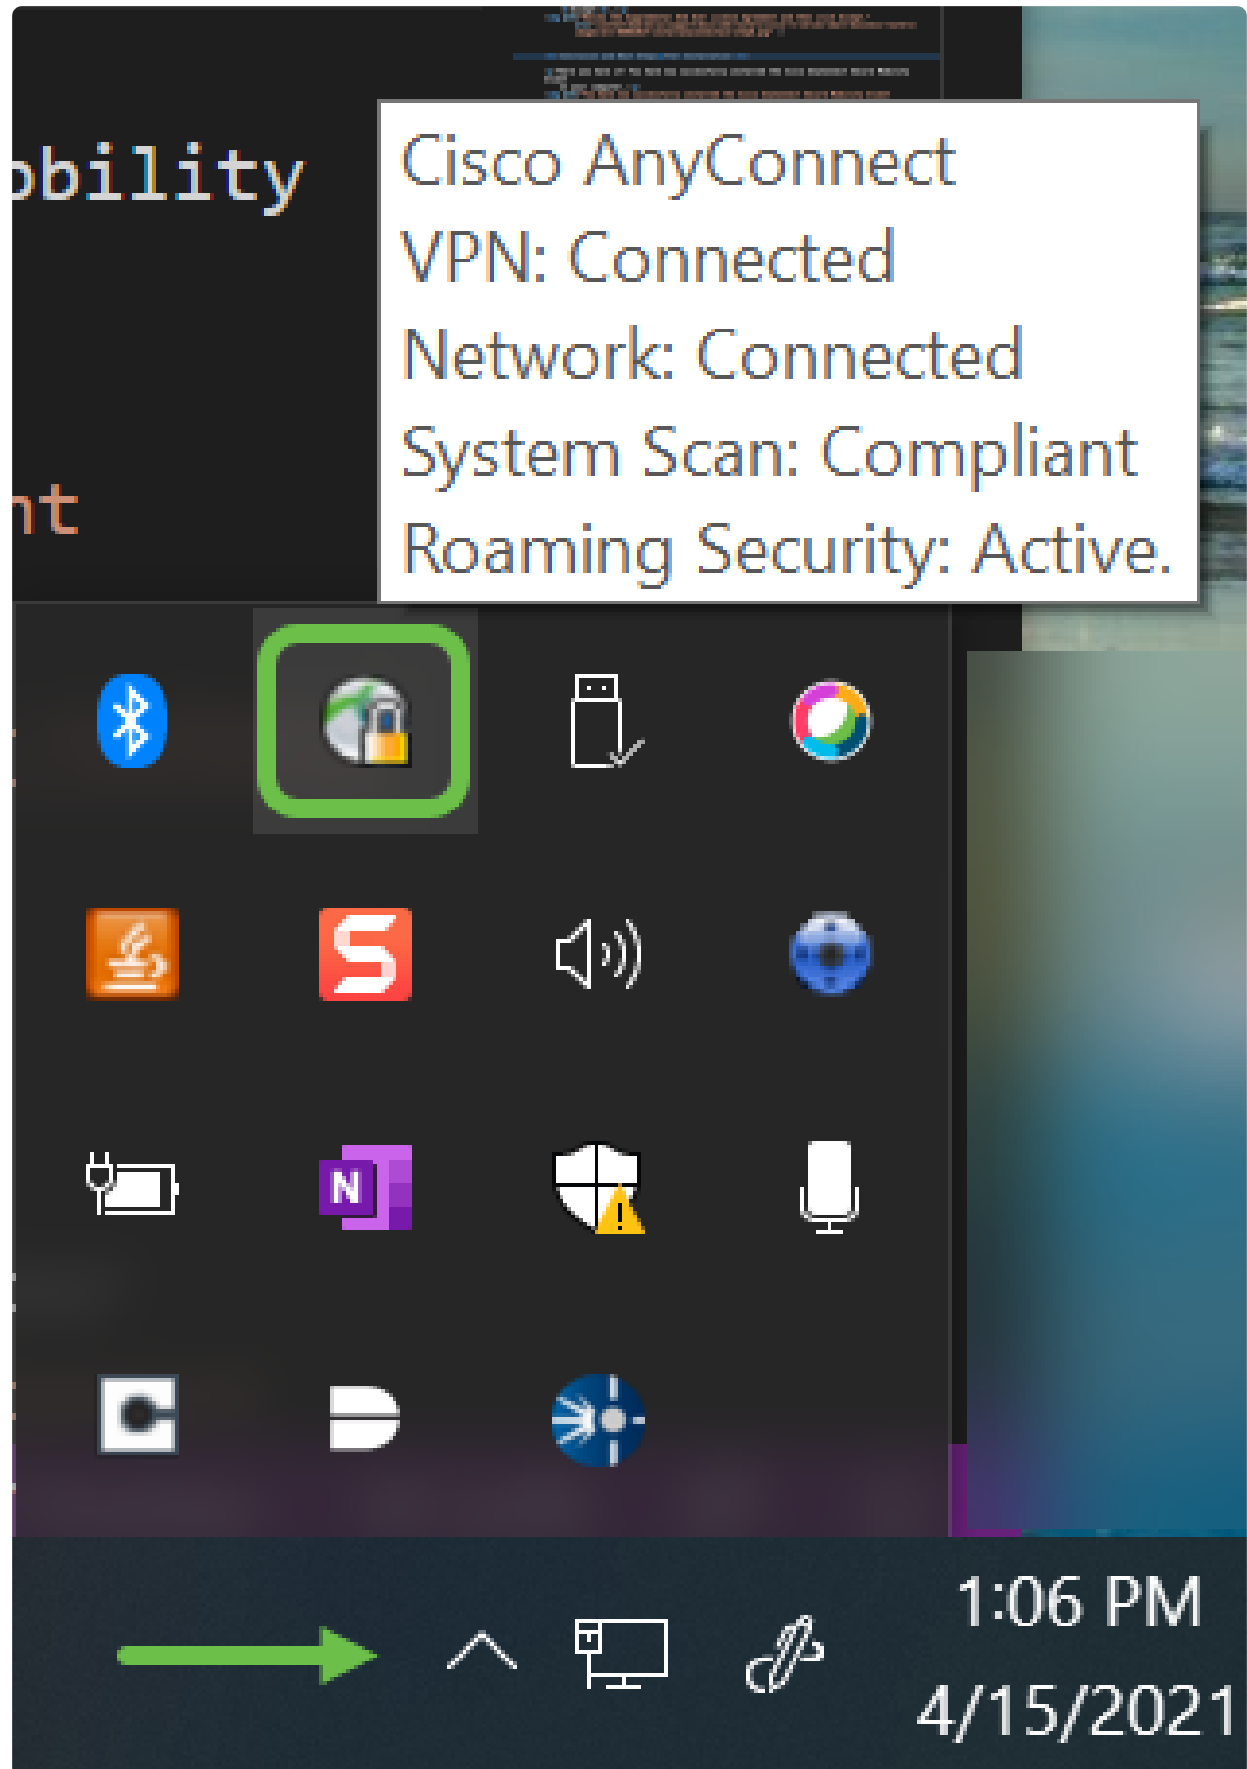 obility
nt
Cisco AnyConnect
VPN: Connected
Network: Connected
System Scan: Compliant
Roaming Security: Active.
N
1:06 PM
4/15/2021